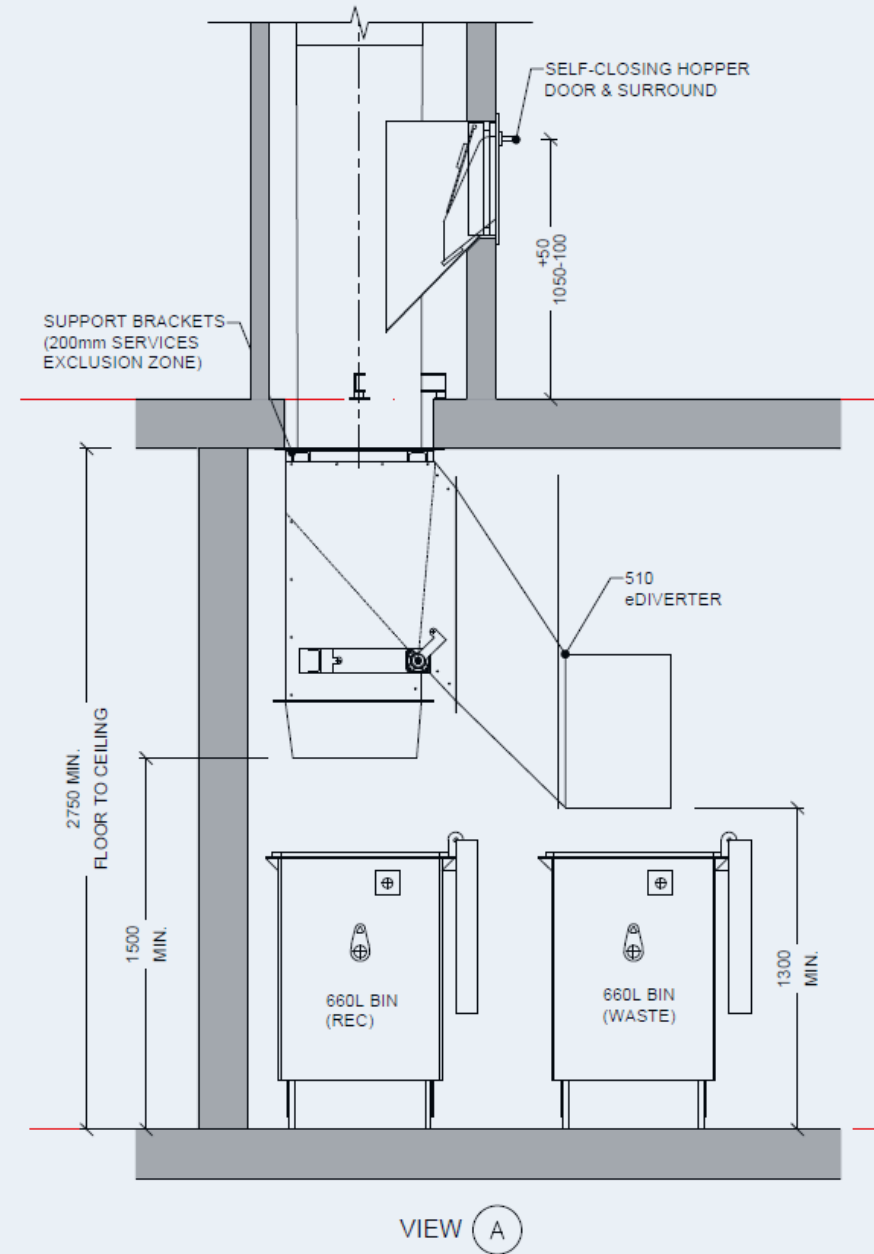 SELF-CLOSING HOPPER
DOOR & SURROUND
+50
1050-100
SUPPORT BRACKETS
(200mm SERVICES
EXCLUSION ZONE)
510
eDIVERTER
2750 MIN.
FLOOR TO CEILING
1500
MIN.
1300
MIN.
660L BIN
(REC)
660L BIN
(WASTE)
VIEW A